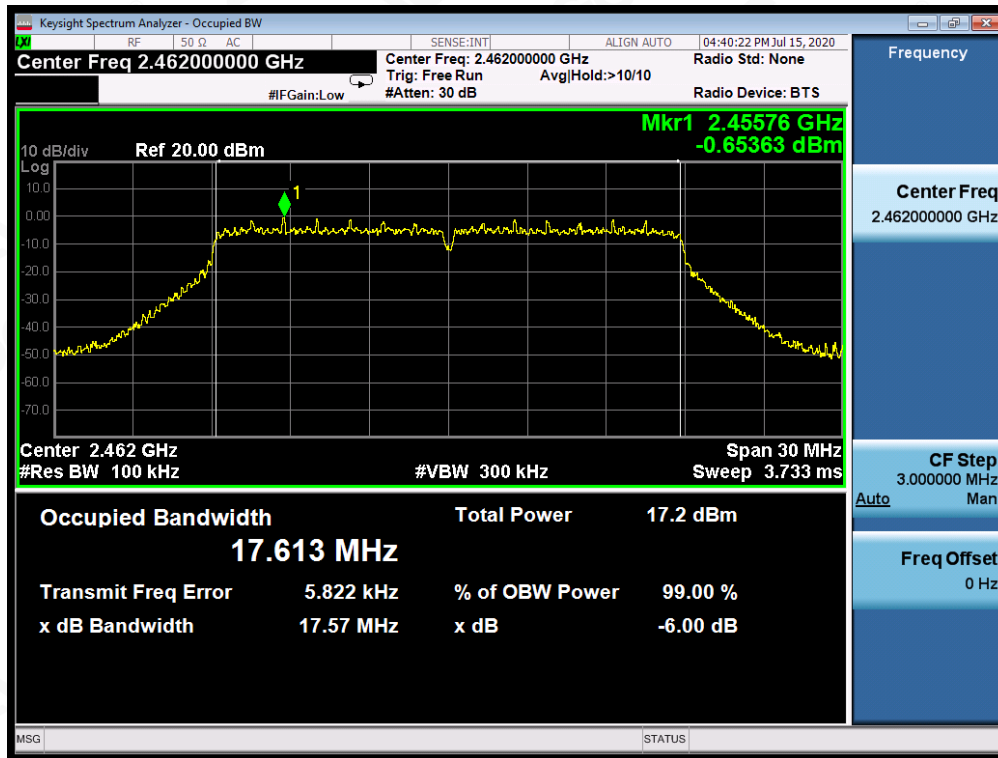 Keysight Spectrum Analyzer - Occupied BW
LXI RF 50 Ω AC SENSE:INT ALIGN AUTO 04:40:22 PM Jul 15, 2020
Center Freq 2.462000000 GHz
Center Freq: 2.462000000 GHz Radio Std: None
Trig: Free Run Avg|Hold:>10/10
#IFGain:Low #Atten: 30 dB Radio Device: BTS
Mkr1 2.45576 GHz
-0.65363 dBm
10 dB/div Ref 20.00 dBm
Log
10.0
1
0.00
-10.0
-20.0
-30.0
-40.0
-50.0
-60.0
-70.0
Center 2.462 GHz Span 30 MHz
#Res BW 100 kHz #VBW 300 kHz Sweep 3.733 ms
Occupied Bandwidth Total Power 17.2 dBm
17.613 MHz
Transmit Freq Error 5.822 kHz % of OBW Power 99.00 %
x dB Bandwidth 17.57 MHz x dB -6.00 dB
MSG STATUS
Frequency
Center Freq
2.462000000 GHz
CF Step
3.000000 MHz
Auto Man
Freq Offset
0 Hz